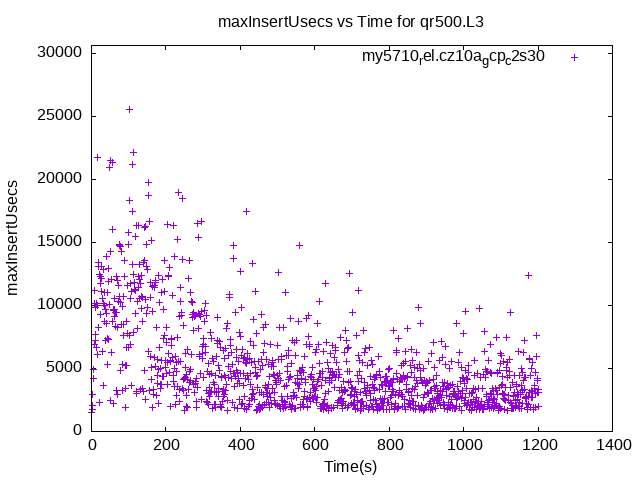 maxInsertUsecs vs Time for qr500.L3
my5710rel.cz10agcpc2s30
30000
25000
20000
15000
10000
5000
0
maxInsertUsecs
0 200 400 600 800 1000 1200 1400
Time(s)